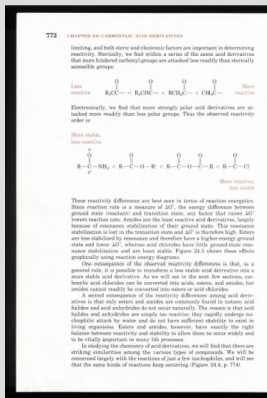 772 CHAPTER 24 CARBOXYLIC ACID DERIVATIVES
limiting, and both steric and electronic factors are important in determining
reactivity. Sterically, we find within a series of the same acid derivatives
that more hindered carbonyl groups are attacked less readily than sterically
accessible groups:
O O O O
Less More
reactive R₃CC— < R₂CHC— < RCH₂C— < CH₃C— reactive
Electronically, we find that more strongly polar acid derivatives are at-
tacked more readily than less polar groups. Thus the observed reactivity
order is:
More stable,
less reactive
O O O O O
R—C—NH₂ < R—C—O—R' < R—C—O—C—R < R—C—Cl
More reactive,
less stable
These reactivity differences are best seen in terms of reaction energetics.
Since reaction rate is a measure of ΔG‡, the energy difference between
ground state (reactant) and transition state, any factor that raises ΔG‡
lowers reaction rate. Amides are the least reactive acid derivatives, largely
because of resonance stabilization of their ground state. This resonance
stabilization is lost in the transition state and ΔG‡ is therefore high. Esters
are less stabilized by resonance and therefore have a higher-energy ground
state and lower ΔG‡, whereas acid chlorides have little ground-state reso-
nance stabilization and are least stable. Figure 24.3 shows these effects
graphically using reaction energy diagrams.
One consequence of the observed reactivity differences is that, as a
general rule, it is possible to transform a less stable acid derivative into a
more stable acid derivative. As we will see in the next few sections, car-
boxylic acid chlorides can be converted into acids, esters, and amides, but
amides cannot readily be converted into esters or acid chlorides.
A second consequence of the reactivity differences among acid deriv-
atives is that only esters and amides are commonly found in nature; acid
halides and acid anhydrides do not occur naturally. The reason is that acid
halides and anhydrides are simply too reactive; they rapidly undergo nu-
cleophilic attack by water and do not have sufficient stability to exist in
living organisms. Esters and amides, however, have exactly the right
balance between reactivity and stability to allow them to occur widely and
to be vitally important in many life processes.
In studying the chemistry of acid derivatives, we will find that there are
striking similarities among the various types of compounds. We will be
concerned largely with the reactions of just a few nucleophiles, and will see
that the same kinds of reactions keep occurring (Figure 24.4, p. 774).